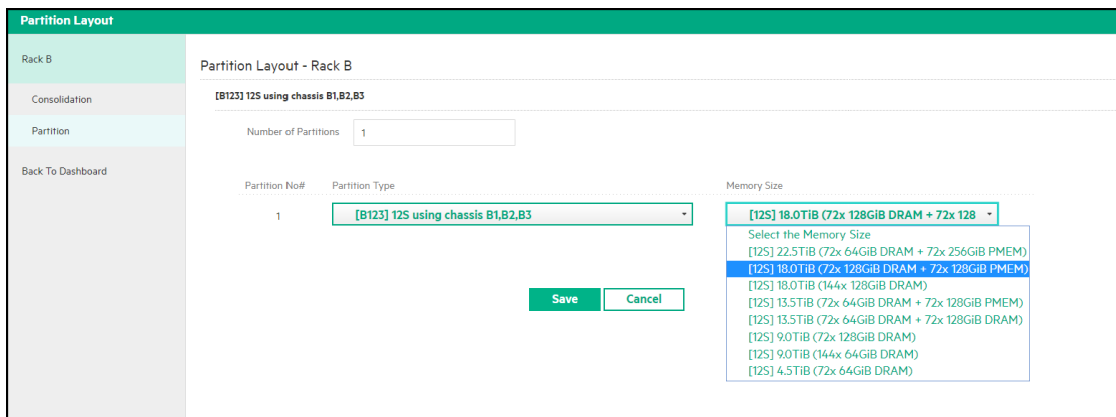 Partition Layout
Rack B
Consolidation
Partition
Back To Dashboard
Partition Layout - Rack B
[B123] 12S using chassis B1,B2,B3
Number of Partitions 1
Partition No# Partition Type Memory Size
1 [B123] 12S using chassis B1,B2,B3 [12S] 18.0TiB (72x 128GiB DRAM + 72x 128
Select the Memory Size
[12S] 22.5TiB (72x 64GiB DRAM + 72x 256GiB PMEM)
[12S] 18.0TiB (72x 128GiB DRAM + 72x 128GiB PMEM)
[12S] 18.0TiB (144x 128GiB DRAM)
[12S] 13.5TiB (72x 64GiB DRAM + 72x 128GiB PMEM)
[12S] 13.5TiB (72x 64GiB DRAM + 72x 128GiB DRAM)
[12S] 9.0TiB (72x 128GiB DRAM)
[12S] 9.0TiB (144x 64GiB DRAM)
[12S] 4.5TiB (72x 64GiB DRAM)
Save Cancel